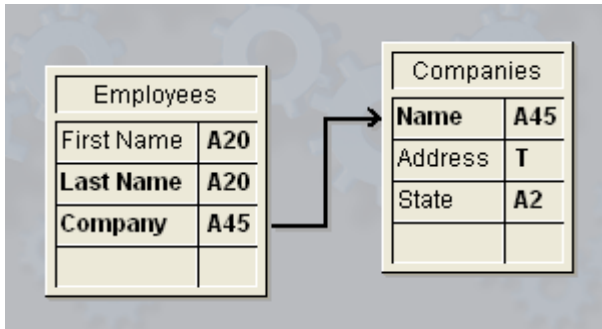 Employees
First Name A20
Last Name A20
Company A45
Companies
Name A45
Address T
State A2